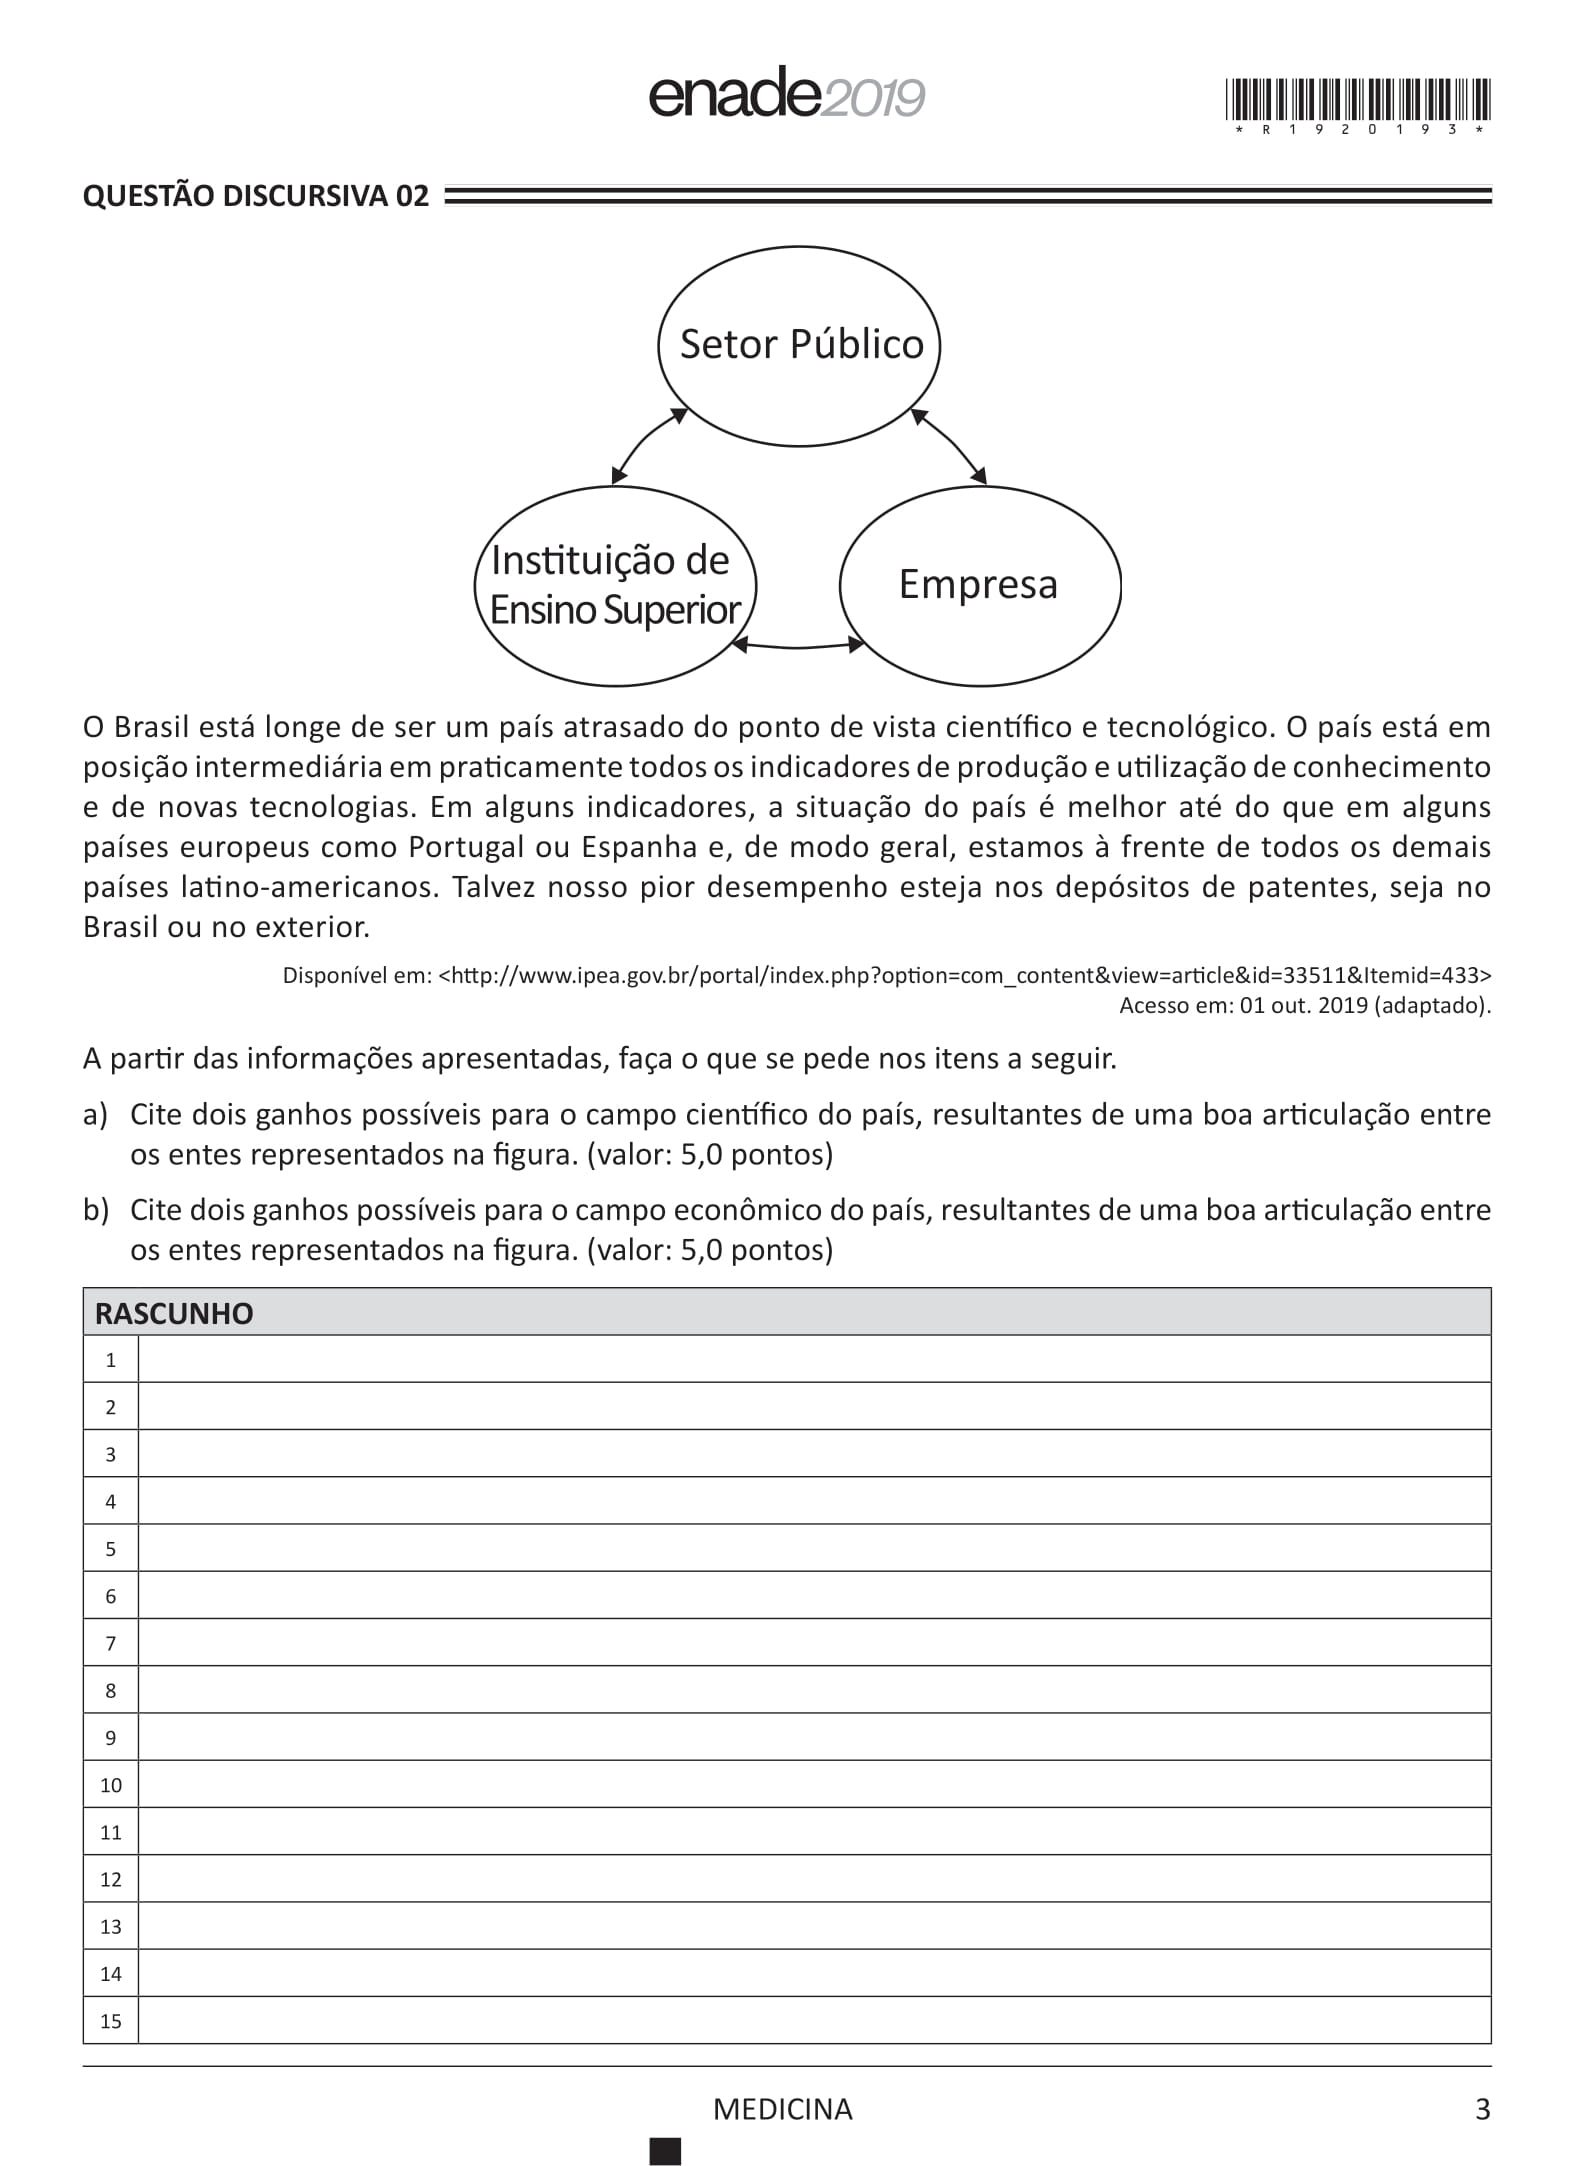 enade2019
*R1920193*
QUESTÃO DISCURSIVA 02
Setor Público
Instituição de
Ensino Superior
Empresa
O Brasil está longe de ser um país atrasado do ponto de vista científico e tecnológico. O país está em
posição intermediária em praticamente todos os indicadores de produção e utilização de conhecimento
e de novas tecnologias. Em alguns indicadores, a situação do país é melhor até do que em alguns
países europeus como Portugal ou Espanha e, de modo geral, estamos à frente de todos os demais
países latino-americanos. Talvez nosso pior desempenho esteja nos depósitos de patentes, seja no
Brasil ou no exterior.
Disponível em: <http://www.ipea.gov.br/portal/index.php?option=com_content&view=article&id=33511&Itemid=433>
Acesso em: 01 out. 2019 (adaptado).
A partir das informações apresentadas, faça o que se pede nos itens a seguir.
a) Cite dois ganhos possíveis para o campo científico do país, resultantes de uma boa articulação entre
os entes representados na figura. (valor: 5,0 pontos)
b) Cite dois ganhos possíveis para o campo econômico do país, resultantes de uma boa articulação entre
os entes representados na figura. (valor: 5,0 pontos)
RASCUNHO
1
2
3
4
5
6
7
8
9
10
11
12
13
14
15
MEDICINA
3